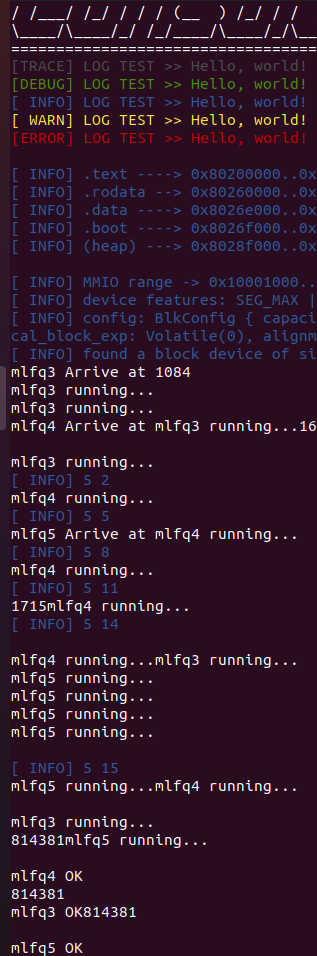 / /___/ /_/ / / / (__  ) /_/ / /
\____/\____/_/ /_/____/\____/_/\__
==================================
[TRACE] LOG TEST >> Hello, world!
[DEBUG] LOG TEST >> Hello, world!
[ INFO] LOG TEST >> Hello, world!
[ WARN] LOG TEST >> Hello, world!
[ERROR] LOG TEST >> Hello, world!
[ INFO] .text ----> 0x80200000..0x
[ INFO] .rodata --> 0x80260000..0x
[ INFO] .data ----> 0x8026e000..0x
[ INFO] .boot ----> 0x8026f000..0x
[ INFO] (heap) ---> 0x8028f000..0x
[ INFO] MMIO range -> 0x10001000..
[ INFO] device features: SEG_MAX |
[ INFO] config: BlkConfig { capaci
cal_block_exp: Volatile(0), alignm
[ INFO] found a block device of si
mlfq3 Arrive at 1084
mlfq3 running...
mlfq3 running...
mlfq4 Arrive at mlfq3 running...16
mlfq3 running...
[ INFO] 5 2
mlfq4 running...
[ INFO] 5 5
mlfq5 Arrive at mlfq4 running...
[ INFO] 5 8
mlfq4 running...
[ INFO] 5 11
1715mlfq4 running...
[ INFO] 5 14
mlfq4 running...mlfq3 running...
mlfq5 running...
mlfq5 running...
mlfq5 running...
mlfq5 running...
[ INFO] 5 15
mlfq5 running...mlfq4 running...
mlfq3 running...
814381mlfq5 running...
mlfq4 OK
814381
mlfq3 OK814381
mlfq5 OK